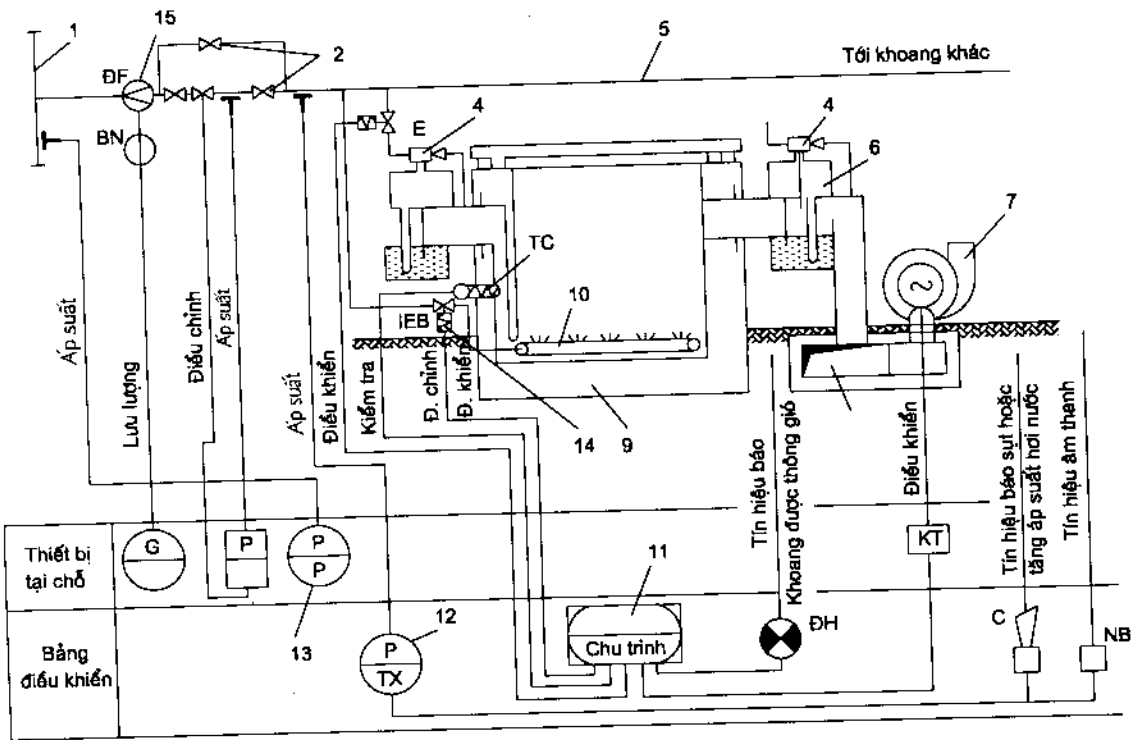 1
15
ĐF
2
5
Tới khoang khác
BN
E
4
4
6
7
TC
10
EB
14
9
Áp suất
Lưu lượng
Điều chỉnh
Áp suất
Áp suất
Điều khiển
Kiểm tra
Đ. chỉnh
Đ. khiển
Tín hiệu báo
Khoang được thông gió
Điều khiển
Tín hiệu báo sụt hoặc
tăng áp suất hơi nước
Tín hiệu âm thanh
Thiết bị
tại chỗ
G
P
P
P
KT
13
12
11
Bảng
điều khiển
P
TX
Chu trình
ĐH
C
NB